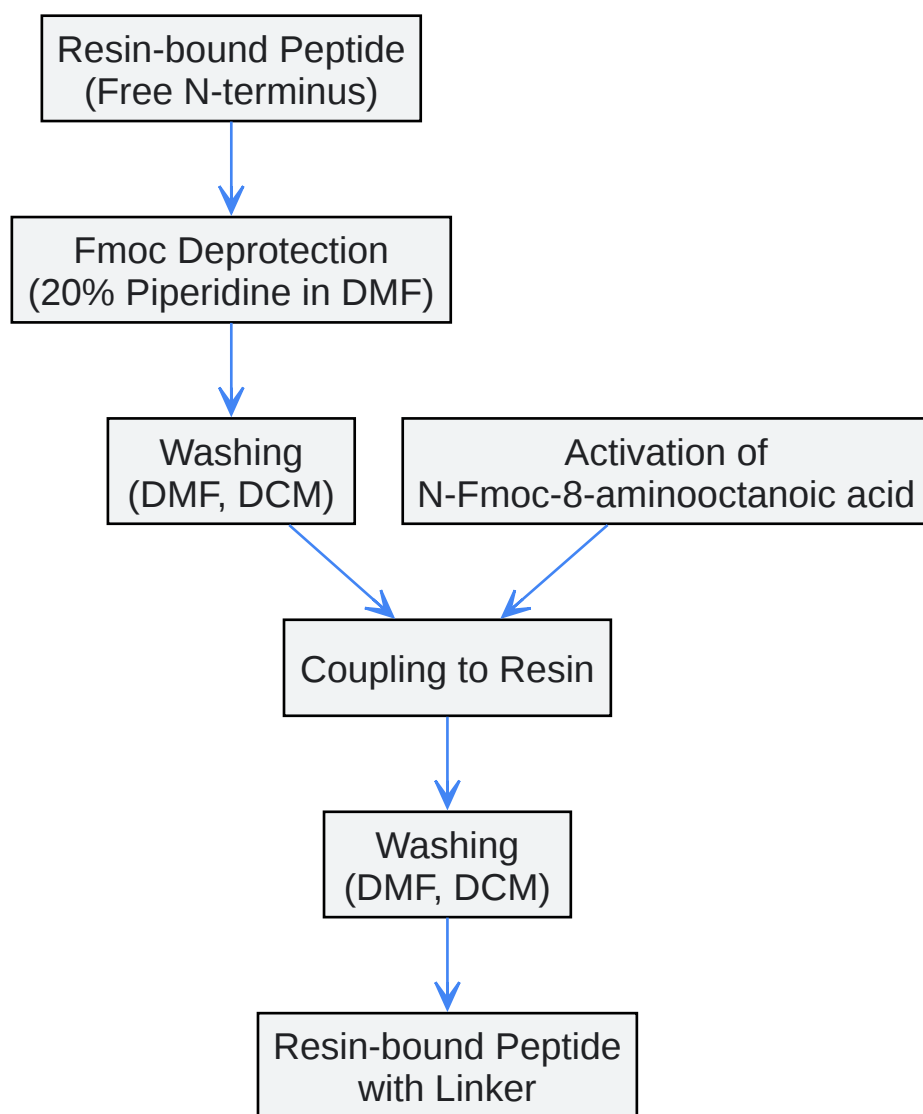 Resin-bound Peptide
(Free N-terminus)
Fmoc Deprotection
(20% Piperidine in DMF)
Washing
(DMF, DCM)
Activation of
N-Fmoc-8-aminooctanoic acid
Coupling to Resin
Washing
(DMF, DCM)
Resin-bound Peptide
with Linker